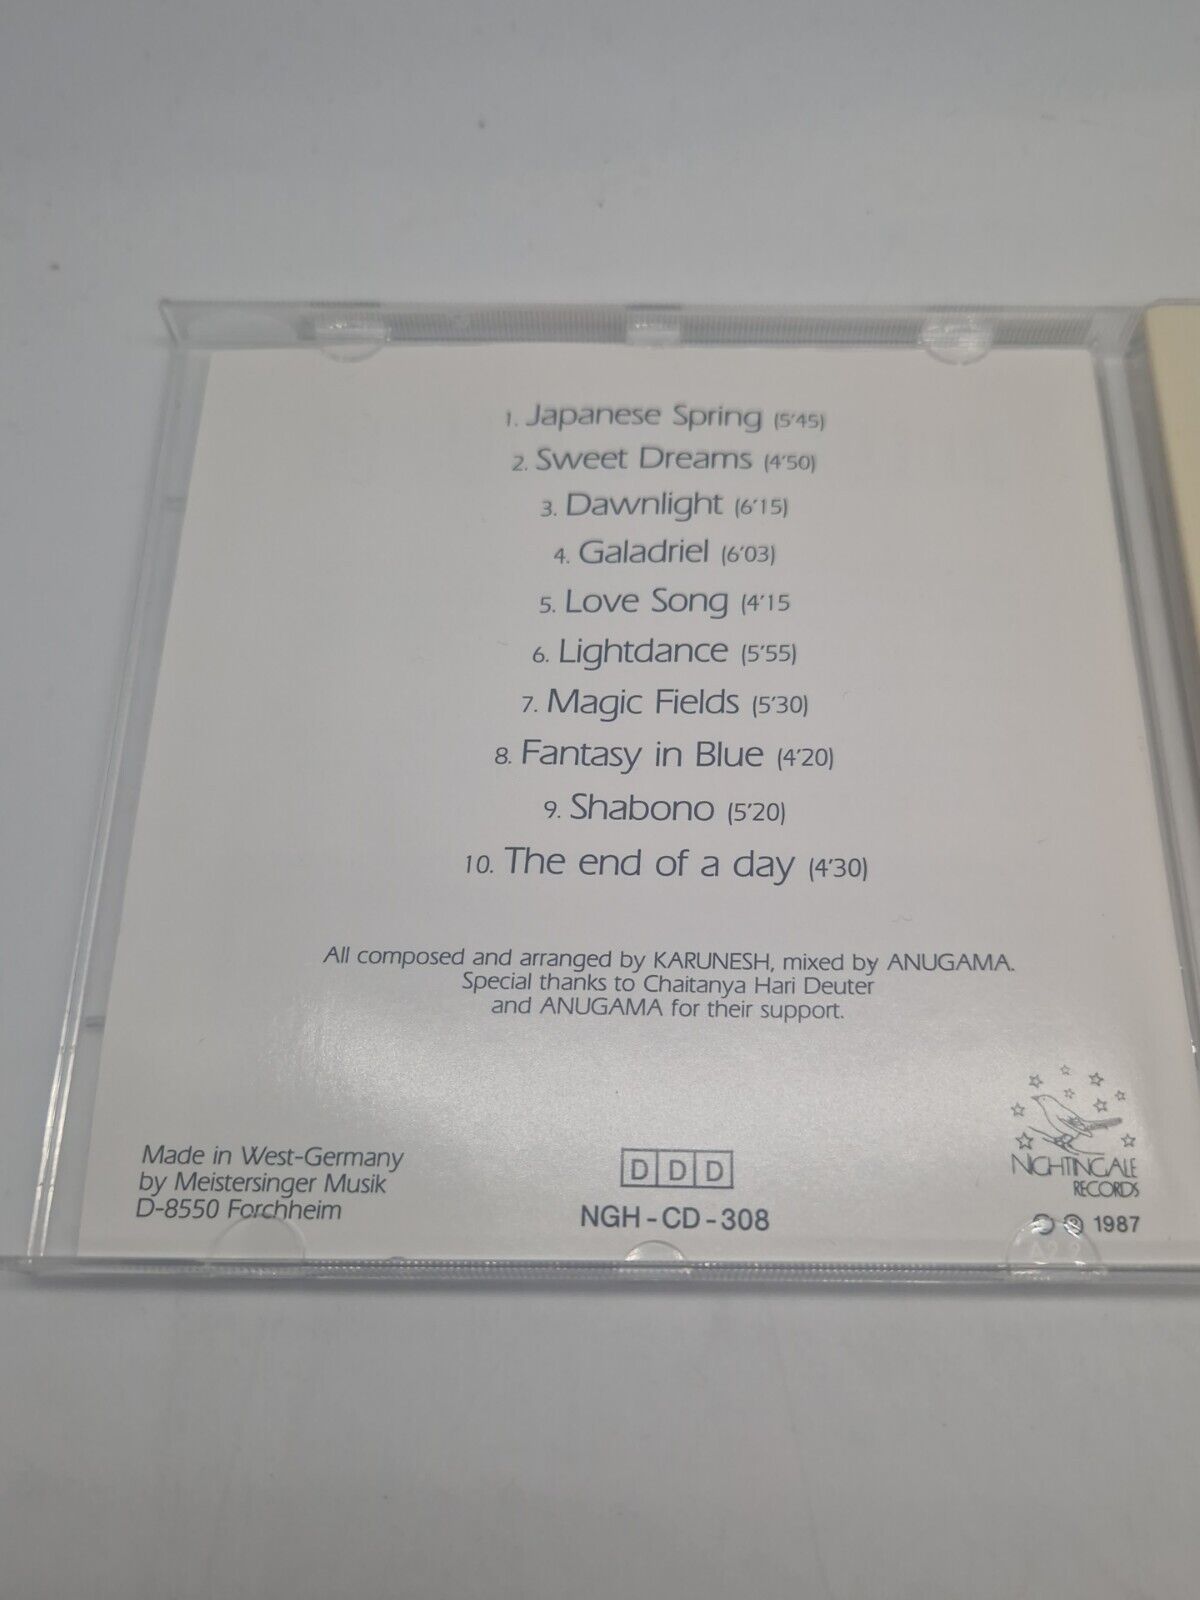 1. Japanese Spring (5'45)
2. Sweet Dreams (4'50)
3. Dawnlight (6'15)
4. Galadriel (6'03)
5. Love Song (4'15
6. Lightdance (5'55)
7. Magic Fields (5'30)
8. Fantasy in Blue (4'20)
9. Shabono (5'20)
10. The end of a day (4'30)
All composed and arranged by KARUNESH, mixed by ANUGAMA.
Special thanks to Chaitanya Hari Deuter
and ANUGAMA for their support.
Made in West-Germany
by Meistersinger Musik
D-8550 Forchheim
DDD
NGH-CD-308
NIGHTINGALE
RECORDS
© ℗ 1987